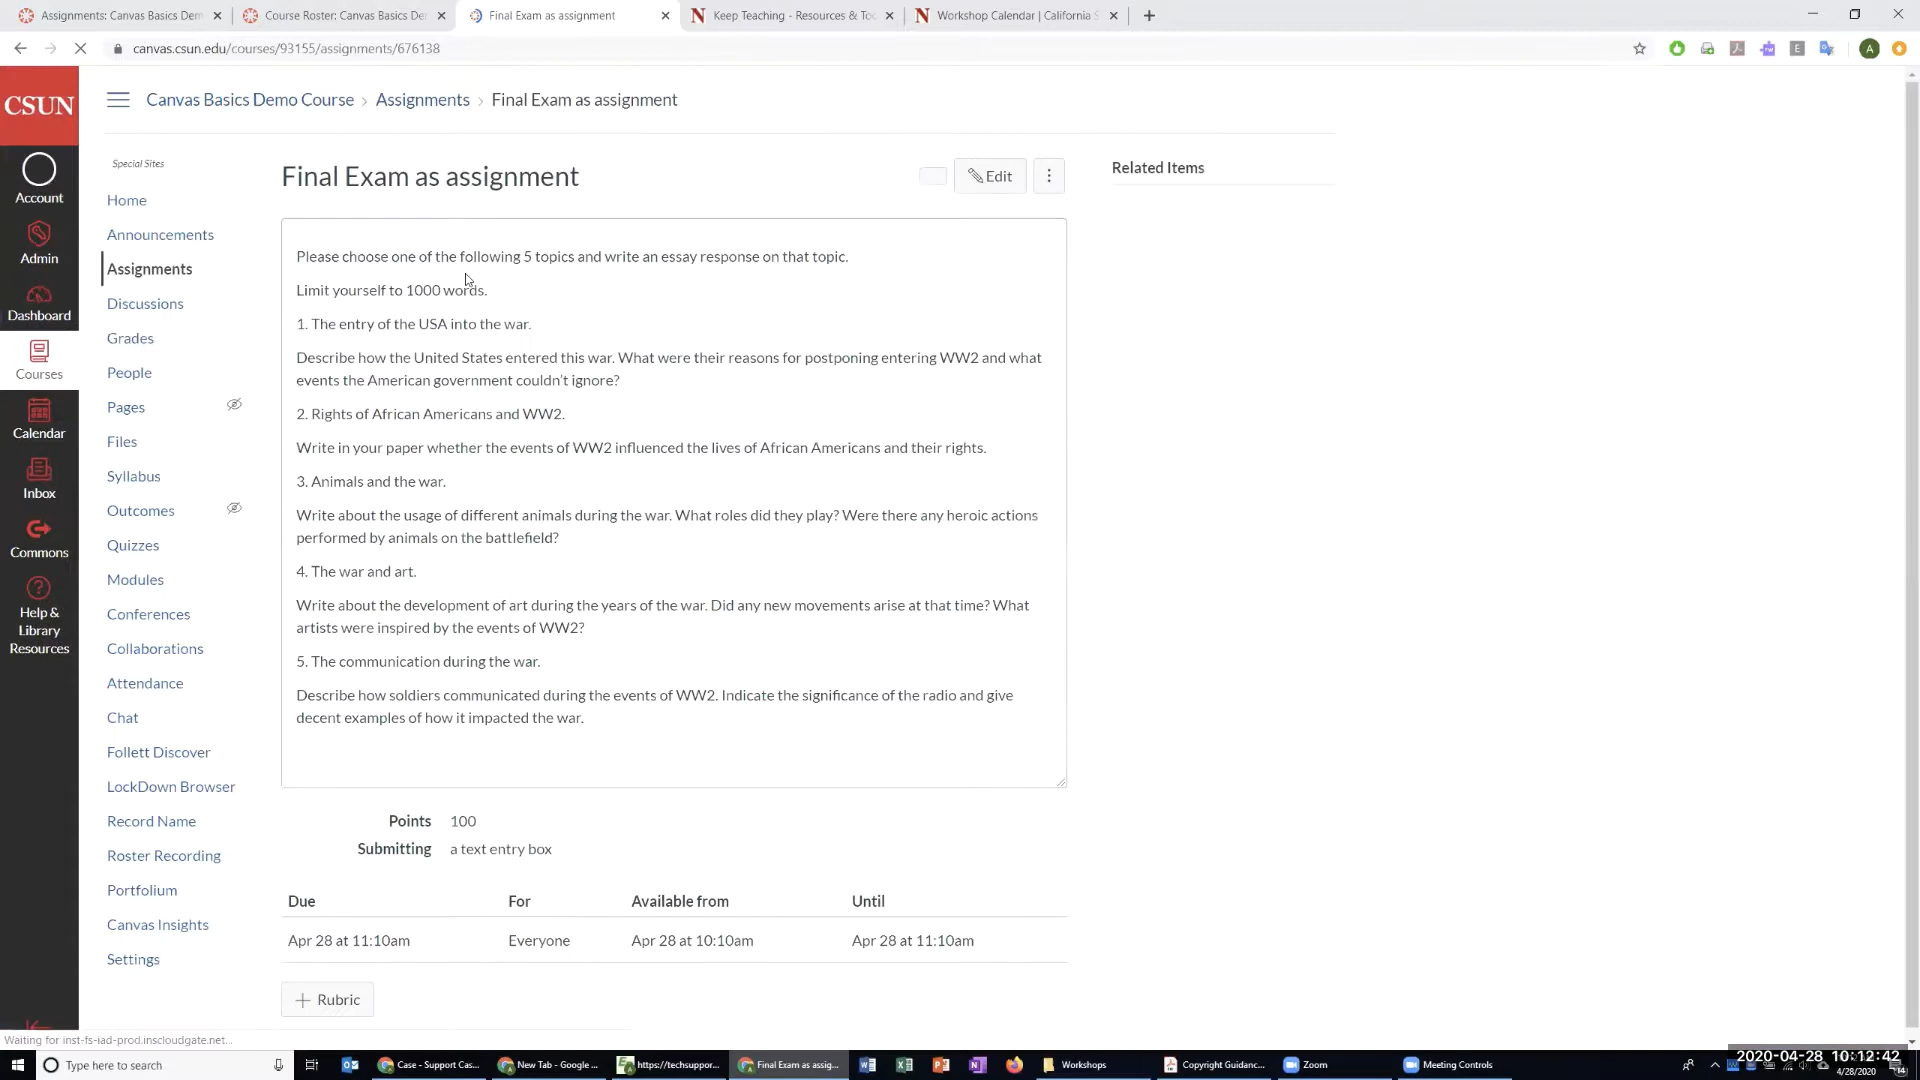 Assignments: Canvas Basics Dem
Course Roster: Canvas Basics De
Final Exam as assignment
Keep Teaching - Resources & Too
Workshop Calendar | California S
canvas.csun.edu/courses/93155/assignments/676138
CSUN
Account
Admin
Dashboard
Courses
Calendar
Inbox
Commons
Help &
Library
Resources
Canvas Basics Demo Course › Assignments › Final Exam as assignment
Special Sites
Home
Announcements
Assignments
Discussions
Grades
People
Pages
Files
Syllabus
Outcomes
Quizzes
Modules
Conferences
Collaborations
Attendance
Chat
Follett Discover
LockDown Browser
Record Name
Roster Recording
Portfolium
Canvas Insights
Settings
Final Exam as assignment
Edit
Related Items
Please choose one of the following 5 topics and write an essay response on that topic.
Limit yourself to 1000 words.
1. The entry of the USA into the war.
Describe how the United States entered this war. What were their reasons for postponing entering WW2 and what
events the American government couldn't ignore?
2. Rights of African Americans and WW2.
Write in your paper whether the events of WW2 influenced the lives of African Americans and their rights.
3. Animals and the war.
Write about the usage of different animals during the war. What roles did they play? Were there any heroic actions
performed by animals on the battlefield?
4. The war and art.
Write about the development of art during the years of the war. Did any new movements arise at that time? What
artists were inspired by the events of WW2?
5. The communication during the war.
Describe how soldiers communicated during the events of WW2. Indicate the significance of the radio and give
decent examples of how it impacted the war.
Points 100
Submitting a text entry box
Due For Available from Until
Apr 28 at 11:10am Everyone Apr 28 at 10:10am Apr 28 at 11:10am
+ Rubric
Waiting for inst-fs-iad-prod.inscloudgate.net...
Type here to search
Case - Support Cas...
New Tab - Google ...
https://techsuppor...
Final Exam as assig...
Workshops
Copyright Guidanc...
Zoom
Meeting Controls
2020-04-28 10:12:42
4/28/2020